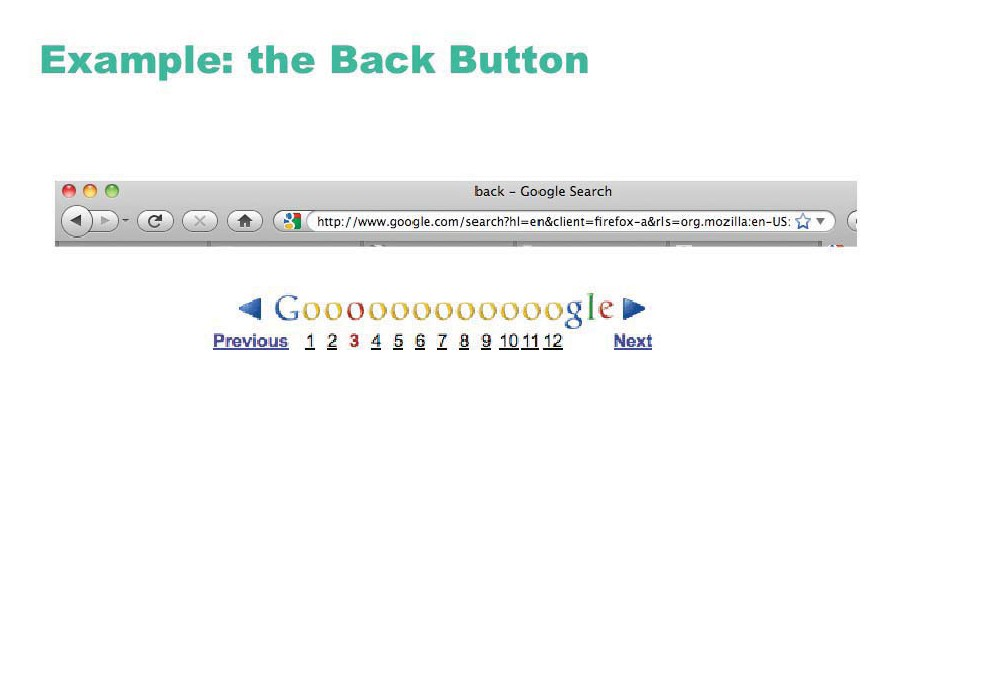 Example: the Back Button
back – Google Search
http://www.google.com/search?hl=en&client=firefox-a&rls=org.mozilla:en-US:
Goooooooooooogle
Previous 1 2 3 4 5 6 7 8 9 10 11 12 Next